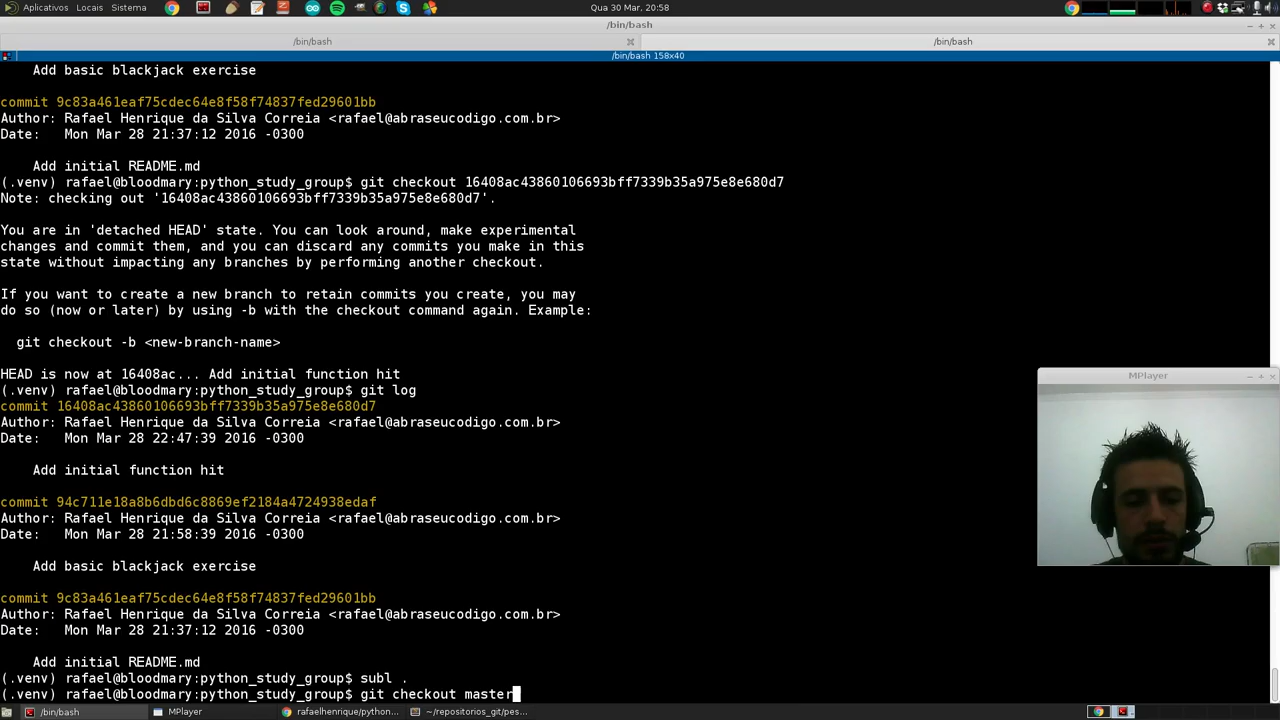 Aplicativos Locais Sistema
Qua 30 Mar, 20:58
/bin/bash
/bin/bash
/bin/bash
/bin/bash 158x40
Add basic blackjack exercise
commit 9c83a461eaf75cdec64e8f58f74837fed29601bb
Author: Rafael Henrique da Silva Correia <rafael@abraseucodigo.com.br>
Date: Mon Mar 28 21:37:12 2016 -0300
Add initial README.md
(.venv) rafael@bloodmary:python_study_group$ git checkout 16408ac43860106693bff7339b35a975e8e680d7
Note: checking out '16408ac43860106693bff7339b35a975e8e680d7'.
You are in 'detached HEAD' state. You can look around, make experimental
changes and commit them, and you can discard any commits you make in this
state without impacting any branches by performing another checkout.
If you want to create a new branch to retain commits you create, you may
do so (now or later) by using -b with the checkout command again. Example:
git checkout -b <new-branch-name>
HEAD is now at 16408ac... Add initial function hit
(.venv) rafael@bloodmary:python_study_group$ git log
commit 16408ac43860106693bff7339b35a975e8e680d7
Author: Rafael Henrique da Silva Correia <rafael@abraseucodigo.com.br>
Date: Mon Mar 28 22:47:39 2016 -0300
Add initial function hit
commit 94c711e18a8b6dbd6c8869ef2184a4724938edaf
Author: Rafael Henrique da Silva Correia <rafael@abraseucodigo.com.br>
Date: Mon Mar 28 21:58:39 2016 -0300
Add basic blackjack exercise
commit 9c83a461eaf75cdec64e8f58f74837fed29601bb
Author: Rafael Henrique da Silva Correia <rafael@abraseucodigo.com.br>
Date: Mon Mar 28 21:37:12 2016 -0300
Add initial README.md
(.venv) rafael@bloodmary:python_study_group$ subl .
(.venv) rafael@bloodmary:python_study_group$ git checkout master
MPlayer
/bin/bash
MPlayer
rafaelhenrique/python...
~/repositorios_git/pes...